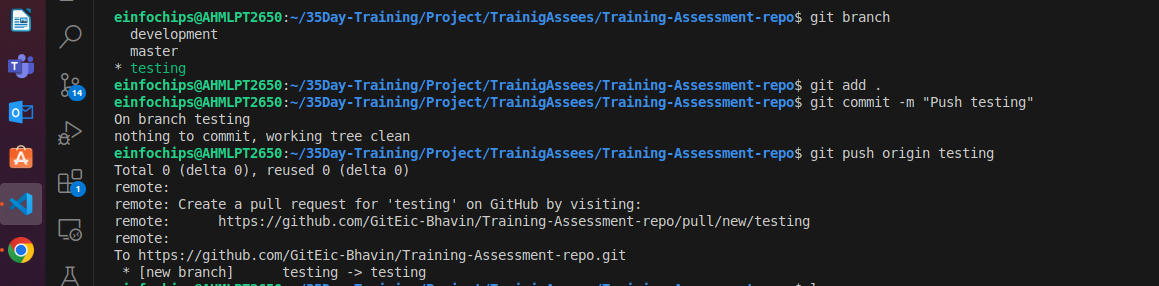 einfochips@AHMLPT2650:~/35Day-Training/Project/TrainigAssees/Training-Assessment-repo$ git branch
  development
  master
* testing
einfochips@AHMLPT2650:~/35Day-Training/Project/TrainigAssees/Training-Assessment-repo$ git add .
einfochips@AHMLPT2650:~/35Day-Training/Project/TrainigAssees/Training-Assessment-repo$ git commit -m "Push testing"
On branch testing
nothing to commit, working tree clean
einfochips@AHMLPT2650:~/35Day-Training/Project/TrainigAssees/Training-Assessment-repo$ git push origin testing
Total 0 (delta 0), reused 0 (delta 0)
remote:
remote: Create a pull request for 'testing' on GitHub by visiting:
remote:      https://github.com/GitEic-Bhavin/Training-Assessment-repo/pull/new/testing
remote:
To https://github.com/GitEic-Bhavin/Training-Assessment-repo.git
 * [new branch]      testing -> testing
14
1